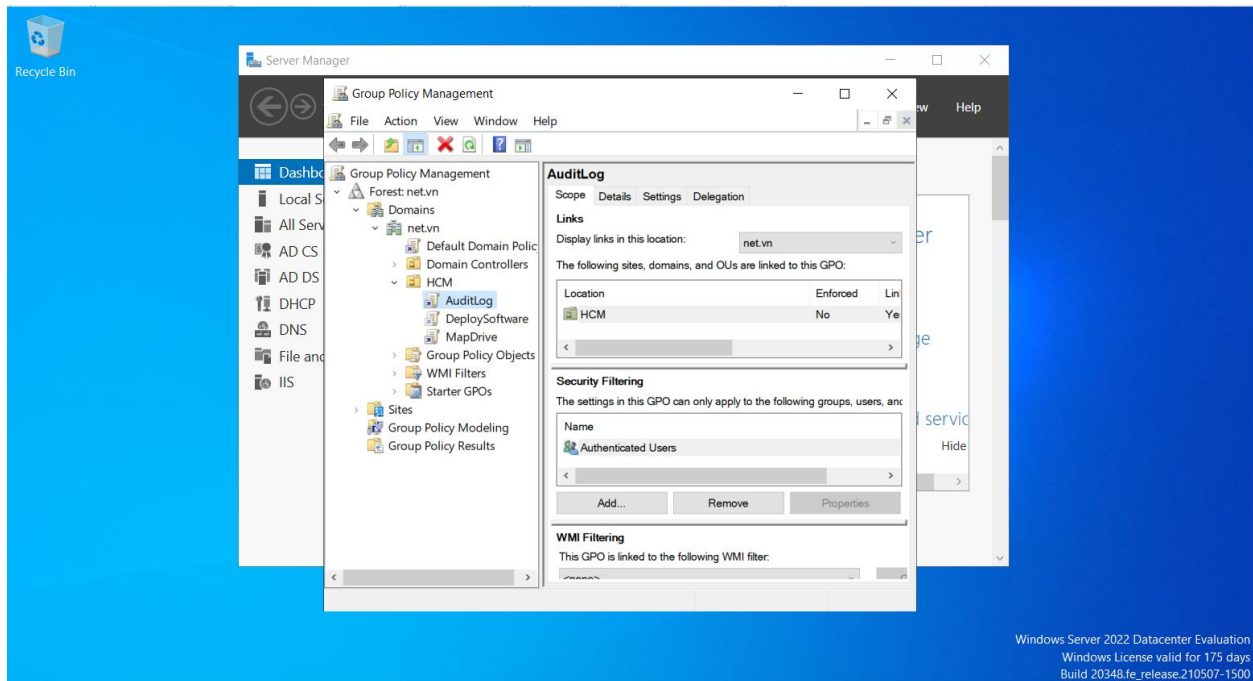 Recycle Bin
Server Manager
ew Help
Dashbo
Local S
All Serv
AD CS
AD DS
DHCP
DNS
File and
IIS
er
ge
d servic
Hide
Group Policy Management
File Action View Window Help
Group Policy Management
Forest: net.vn
Domains
net.vn
Default Domain Polic
Domain Controllers
HCM
AuditLog
DeploySoftware
MapDrive
Group Policy Objects
WMI Filters
Starter GPOs
Sites
Group Policy Modeling
Group Policy Results
AuditLog
Scope Details Settings Delegation
Links
Display links in this location: net.vn
The following sites, domains, and OUs are linked to this GPO:
Location Enforced Lin
HCM No Ye
Security Filtering
The settings in this GPO can only apply to the following groups, users, and
Name
Authenticated Users
Add... Remove Properties
WMI Filtering
This GPO is linked to the following WMI filter:
<none>
Windows Server 2022 Datacenter Evaluation
Windows License valid for 175 days
Build 20348.fe_release.210507-1500